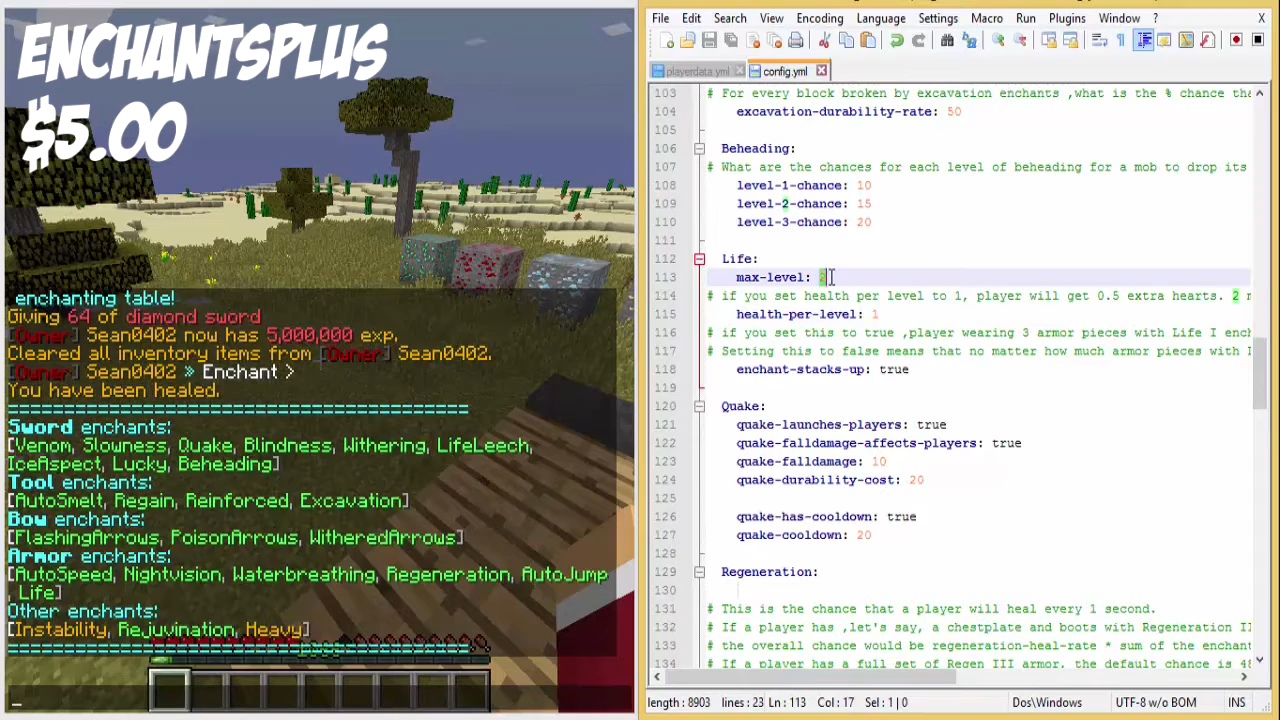 ENCHANTSPLUS
$5.00
enchanting table!
Giving 64 of diamond sword
[Owner] Sean0402 now has 5,000,000 exp.
Cleared all inventory items from [Owner] Sean0402.
[Owner] Sean0402 » Enchant >
You have been healed.
=========================================
Sword enchants:
[Venom, Slowness, Quake, Blindness, Withering, LifeLeech,
IceAspect, Lucky, Beheading]
Tool enchants:
[AutoSmelt, Regain, Reinforced, Excavation]
Bow enchants:
[FlashingArrows, PoisonArrows, WitheredArrows]
Armor enchants:
[AutoSpeed, Nightvision, Waterbreathing, Regeneration, AutoJump
, Life]
Other enchants:
[Instability, Rejuvination, Heavy]
=========================================
File Edit Search View Encoding Language Settings Macro Run Plugins Window ? X
playerdata.yml config.yml
103 # For every block broken by excavation enchants ,what is the % chance tha
104 excavation-durability-rate: 50
105
106 Beheading:
107 # What are the chances for each level of beheading for a mob to drop its
108 level-1-chance: 10
109 level-2-chance: 15
110 level-3-chance: 20
111
112 Life:
113 max-level: 2
114 # if you set health per level to 1, player will get 0.5 extra hearts. 2
115 health-per-level: 1
116 # if you set this to true ,player wearing 3 armor pieces with Life I ench
117 # Setting this to false means that no matter how much armor pieces with
118 enchant-stacks-up: true
119
120 Quake:
121 quake-launches-players: true
122 quake-falldamage-affects-players: true
123 quake-falldamage: 10
124 quake-durability-cost: 20
125
126 quake-has-cooldown: true
127 quake-cooldown: 20
128
129 Regeneration:
130
131 # This is the chance that a player will heal every 1 second.
132 # If a player has ,let's say, a chestplate and boots with Regeneration II
133 # the overall chance would be regeneration-heal-rate * sum of the enchant
134 # If a player has a full set of Regen III armor, the default chance is 48
length : 8903 lines : 23 Ln : 113 Col : 17 Sel : 1 | 0 Dos\Windows UTF-8 w/o BOM INS